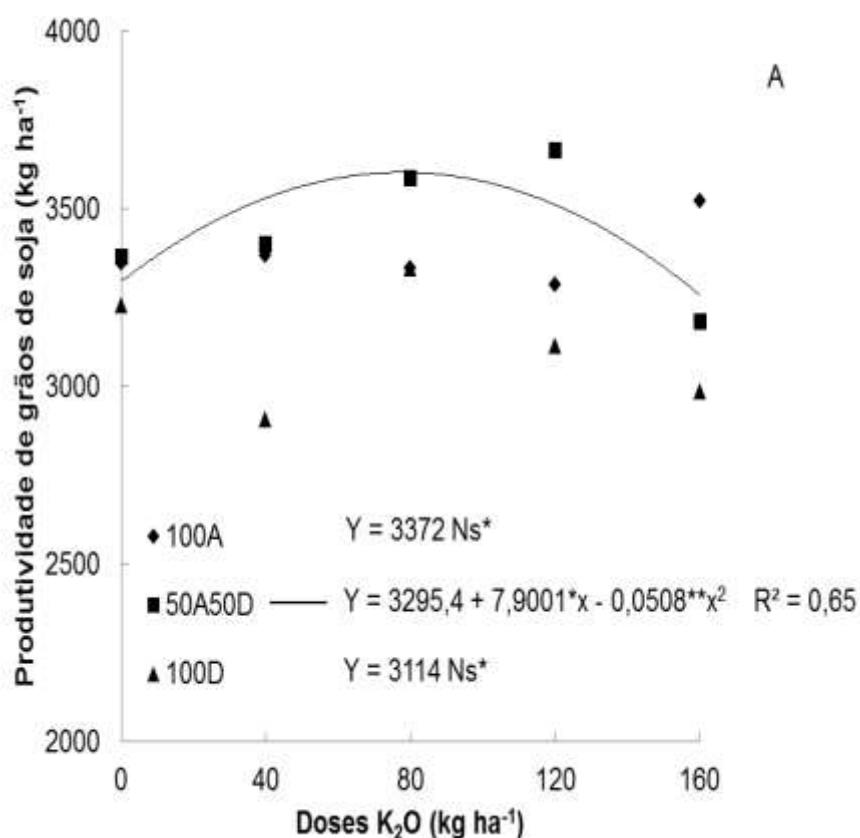 Produtividade de grãos de soja (kg ha⁻¹)
4000
3500
3000
2500
2000
A
100A Y = 3372 Ns*
50A50D Y = 3295,4 + 7,9001*x - 0,0508**x² R² = 0,65
100D Y = 3114 Ns*
0 40 80 120 160
Doses K₂O (kg ha⁻¹)